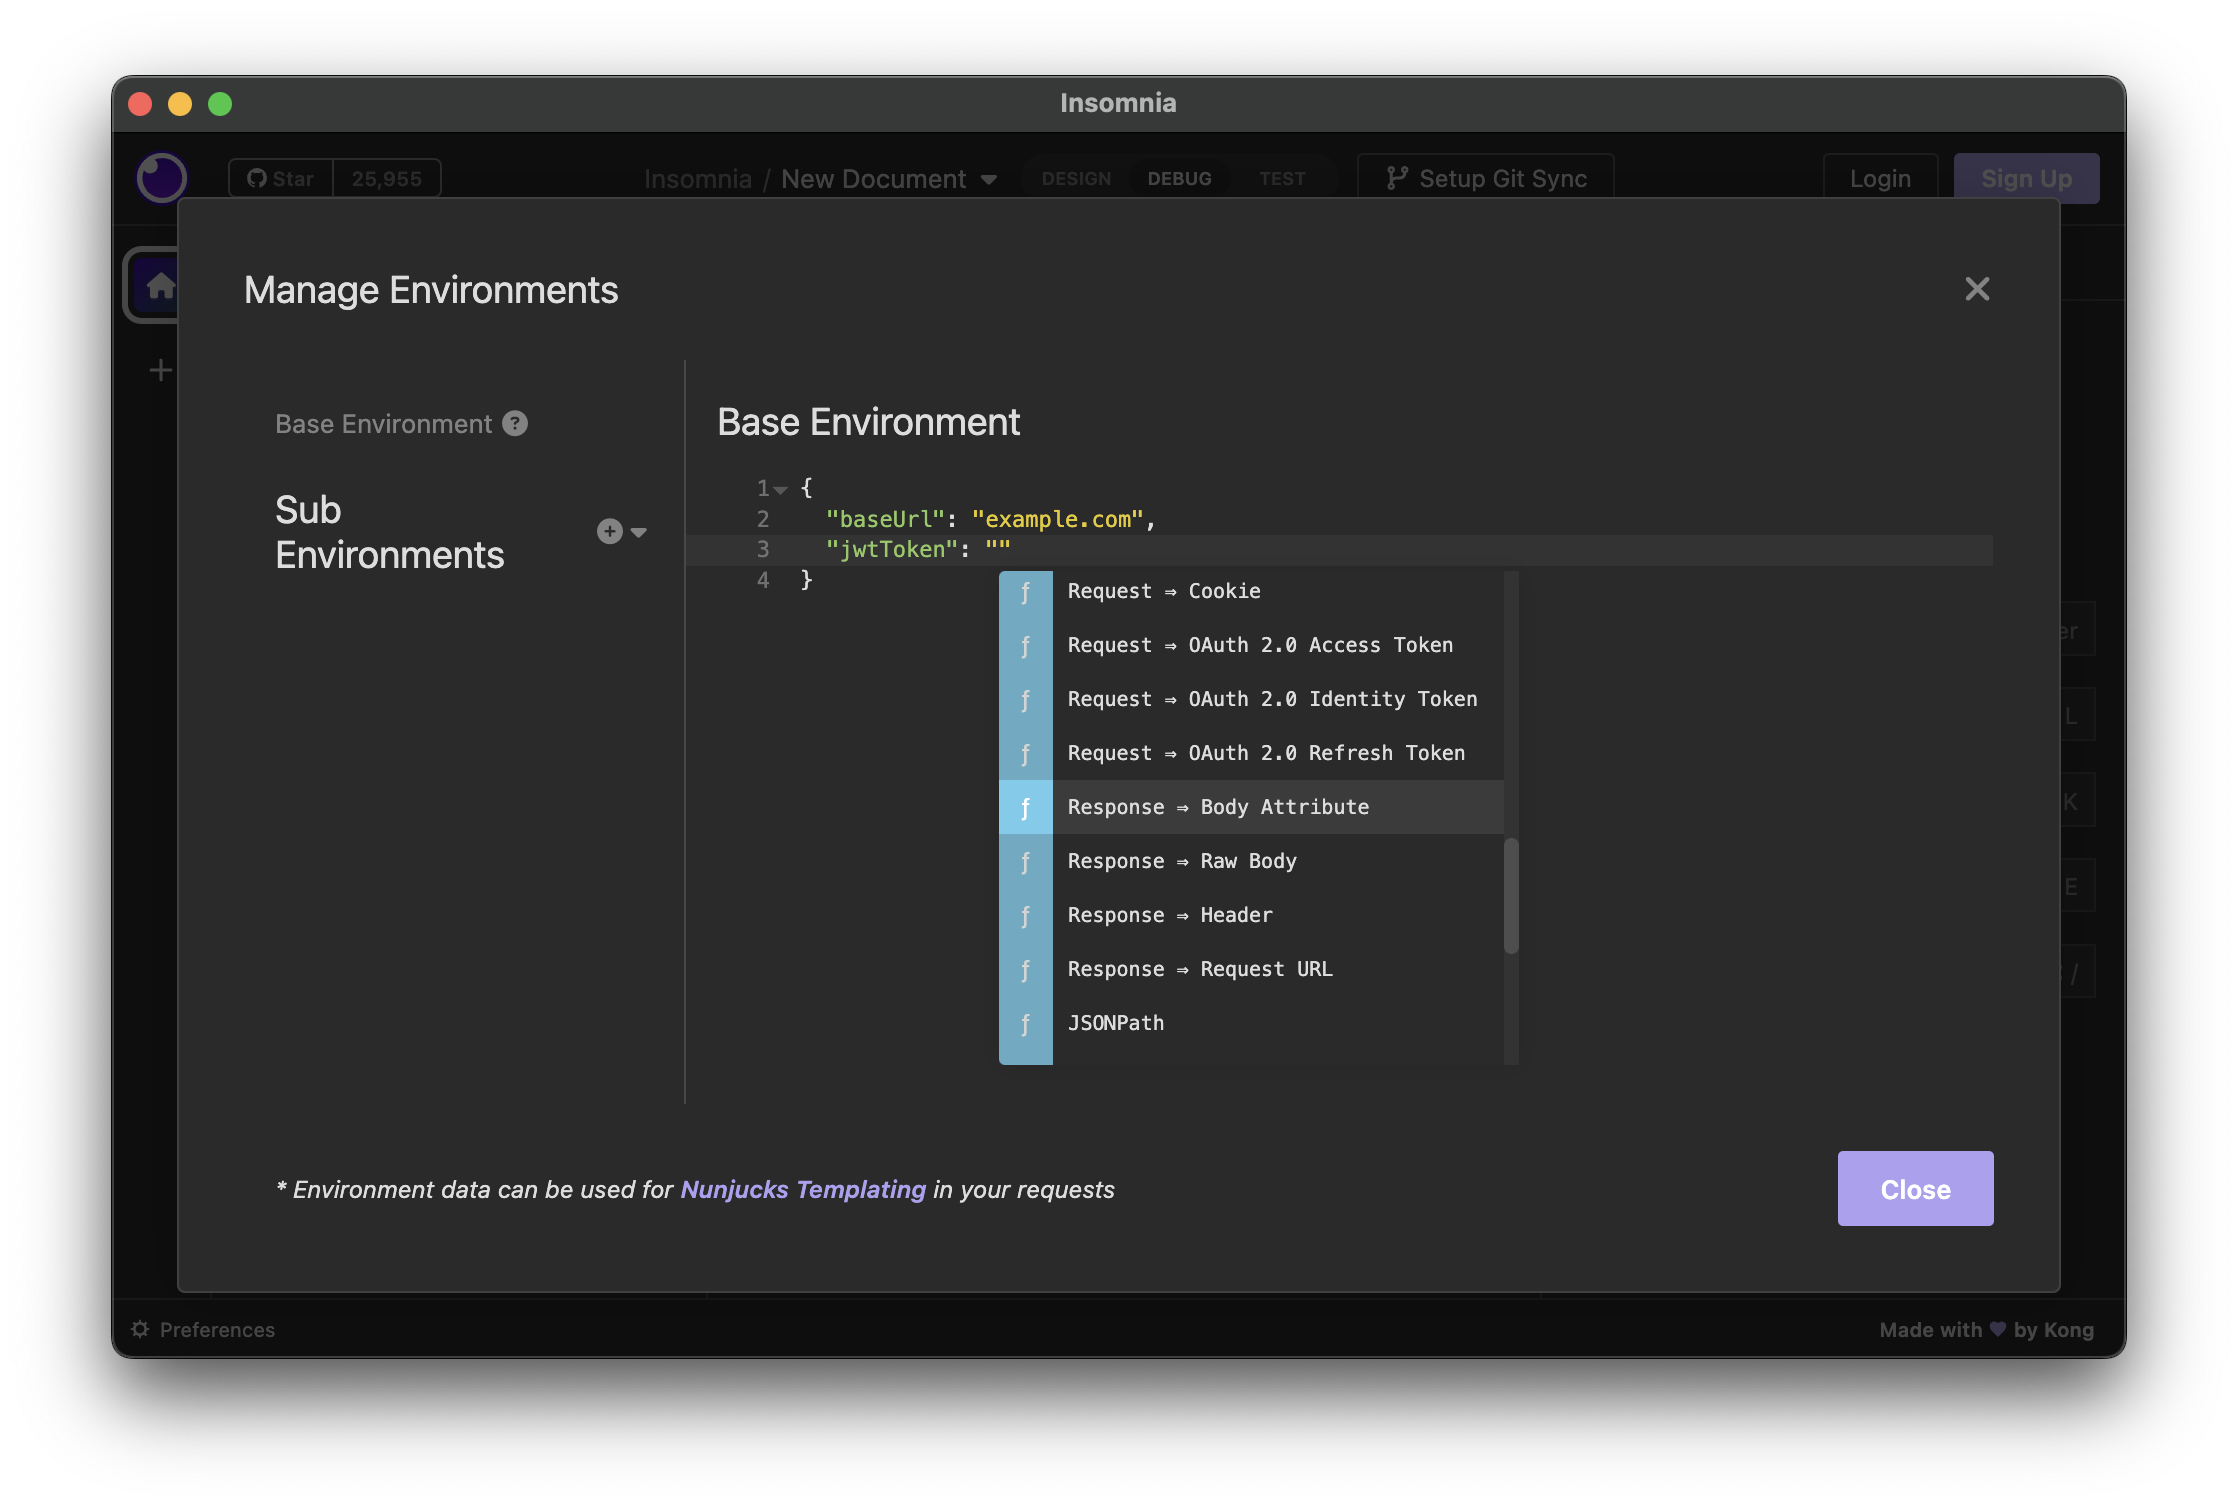 Insomnia
Star 25,955
Insomnia / New Document
DESIGN DEBUG TEST
Setup Git Sync
Login
Sign Up
Manage Environments
Base Environment ?
Sub
Environments
Base Environment
1 {
2 "baseUrl": "example.com",
3 "jwtToken": ""
4 }
ƒ Request ⇒ Cookie
ƒ Request ⇒ OAuth 2.0 Access Token
ƒ Request ⇒ OAuth 2.0 Identity Token
ƒ Request ⇒ OAuth 2.0 Refresh Token
ƒ Response ⇒ Body Attribute
ƒ Response ⇒ Raw Body
ƒ Response ⇒ Header
ƒ Response ⇒ Request URL
ƒ JSONPath
er
L
K
E
/
* Environment data can be used for Nunjucks Templating in your requests
Close
Preferences
Made with ♥ by Kong